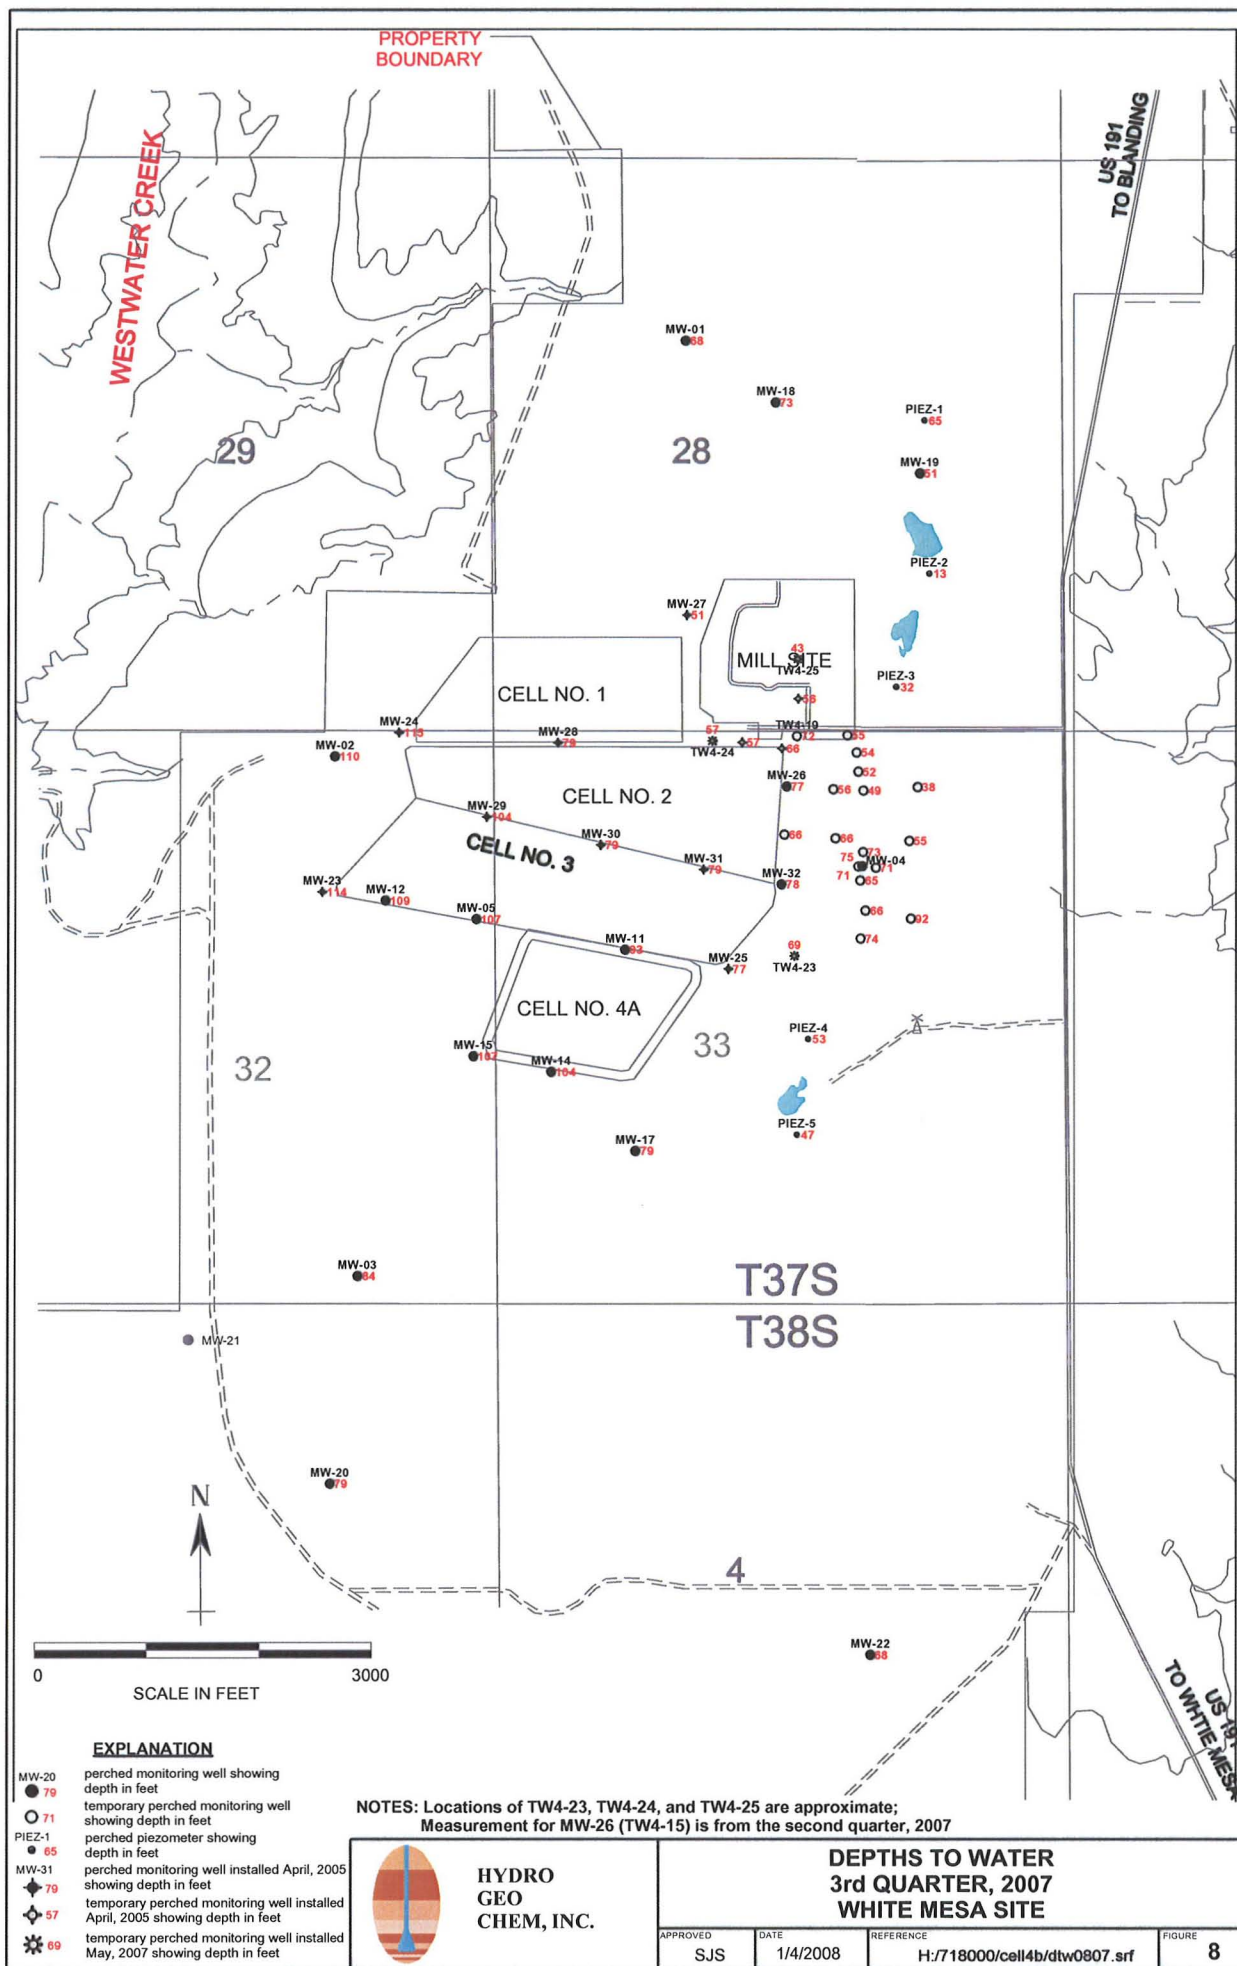 PROPERTY
BOUNDARY
WESTWATER CREEK
US 191
TO BLANDING
MW-01
68
MW-18
73
PIEZ-1
65
29
28
MW-19
51
PIEZ-2
13
MW-27
51
43
MILL SITE
TW4-25
PIEZ-3
32
CELL NO. 1
58
MW-24
115
MW-28
79
57
TW4-24
57
TW4-19
72
55
66
54
MW-02
110
52
MW-26
77
56
49
38
CELL NO. 2
MW-29
104
MW-30
79
66
66
55
CELL NO. 3
MW-31
79
73
75
MW-04
71
71
65
MW-32
78
MW-23
114
MW-12
109
MW-05
107
66
92
74
MW-11
93
MW-25
77
69
TW4-23
CELL NO. 4A
PIEZ-4
53
33
32
MW-15
107
MW-14
104
PIEZ-5
47
MW-17
79
MW-03
84
T37S
T38S
MW-21
MW-20
79
N
4
MW-22
68
0
3000
SCALE IN FEET
US 191
TO WHTIE MESA
EXPLANATION
MW-20
79
perched monitoring well showing
depth in feet
71
temporary perched monitoring well
showing depth in feet
PIEZ-1
65
perched piezometer showing
depth in feet
MW-31
79
perched monitoring well installed April, 2005
showing depth in feet
57
temporary perched monitoring well installed
April, 2005 showing depth in feet
69
temporary perched monitoring well installed
May, 2007 showing depth in feet
NOTES: Locations of TW4-23, TW4-24, and TW4-25 are approximate;
Measurement for MW-26 (TW4-15) is from the second quarter, 2007
HYDRO
GEO
CHEM, INC.
DEPTHS TO WATER
3rd QUARTER, 2007
WHITE MESA SITE
APPROVED
SJS
DATE
1/4/2008
REFERENCE
H:/718000/cell4b/dtw0807.srf
FIGURE
8